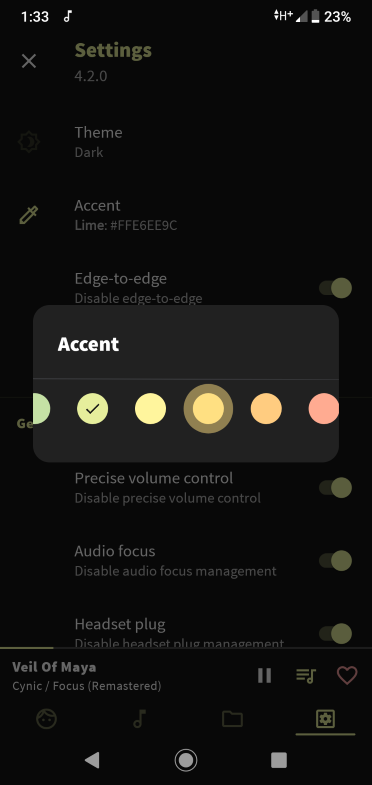 1:33
H+
23%
Settings
4.2.0
Theme
Dark
Accent
Lime: #FFE6EE9C
Edge-to-edge
Disable edge-to-edge
Accent
Ge
Precise volume control
Disable precise volume control
Audio focus
Disable audio focus management
Headset plug
Disable headset plug management
Veil Of Maya
Cynic / Focus (Remastered)